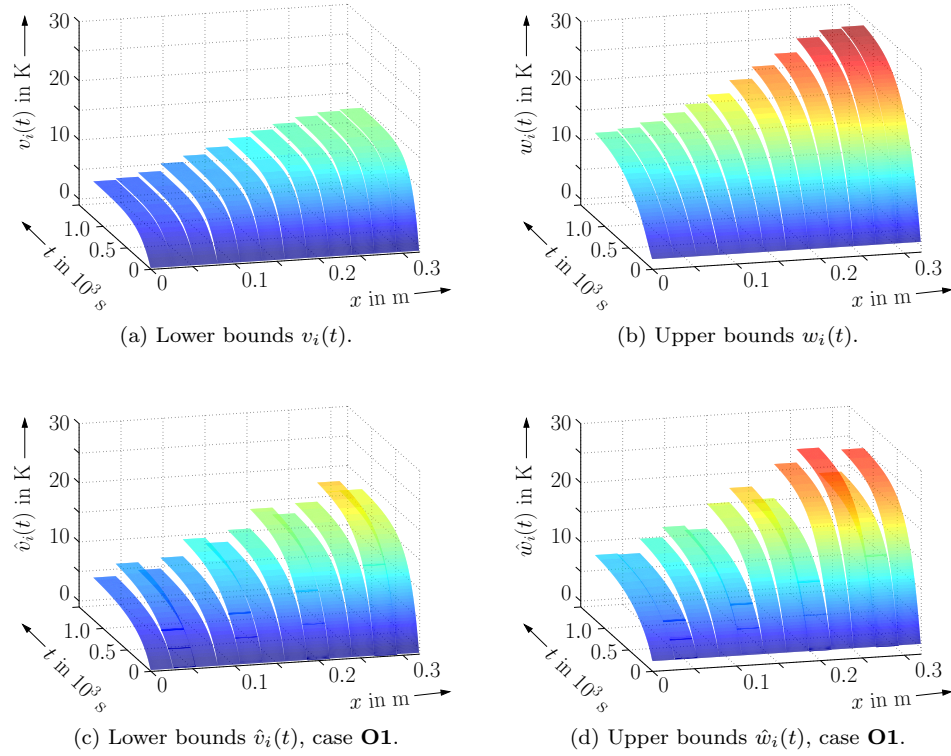 30
20
10
0
v_i(t) in K
1.0
0.5
0
t in 10^3 s
0
0.1
0.2
0.3
x in m
(a) Lower bounds v_i(t).
30
20
10
0
w_i(t) in K
1.0
0.5
0
t in 10^3 s
0
0.1
0.2
0.3
x in m
(b) Upper bounds w_i(t).
30
20
10
0
v̂_i(t) in K
1.0
0.5
0
t in 10^3 s
0
0.1
0.2
0.3
x in m
(c) Lower bounds v̂_i(t), case O1.
30
20
10
0
ŵ_i(t) in K
1.0
0.5
0
t in 10^3 s
0
0.1
0.2
0.3
x in m
(d) Upper bounds ŵ_i(t), case O1.